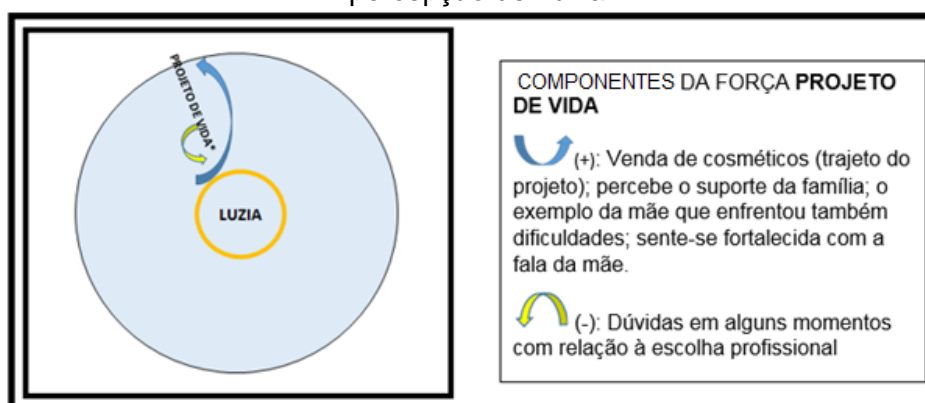 PROJETO DE VIDA*
LUZIA
COMPONENTES DA FORÇA PROJETO
DE VIDA
(+): Venda de cosméticos (trajeto do
projeto); percebe o suporte da família; o
exemplo da mãe que enfrentou também
dificuldades; sente-se fortalecida com a
fala da mãe.
(-): Dúvidas em alguns momentos
com relação à escolha profissional